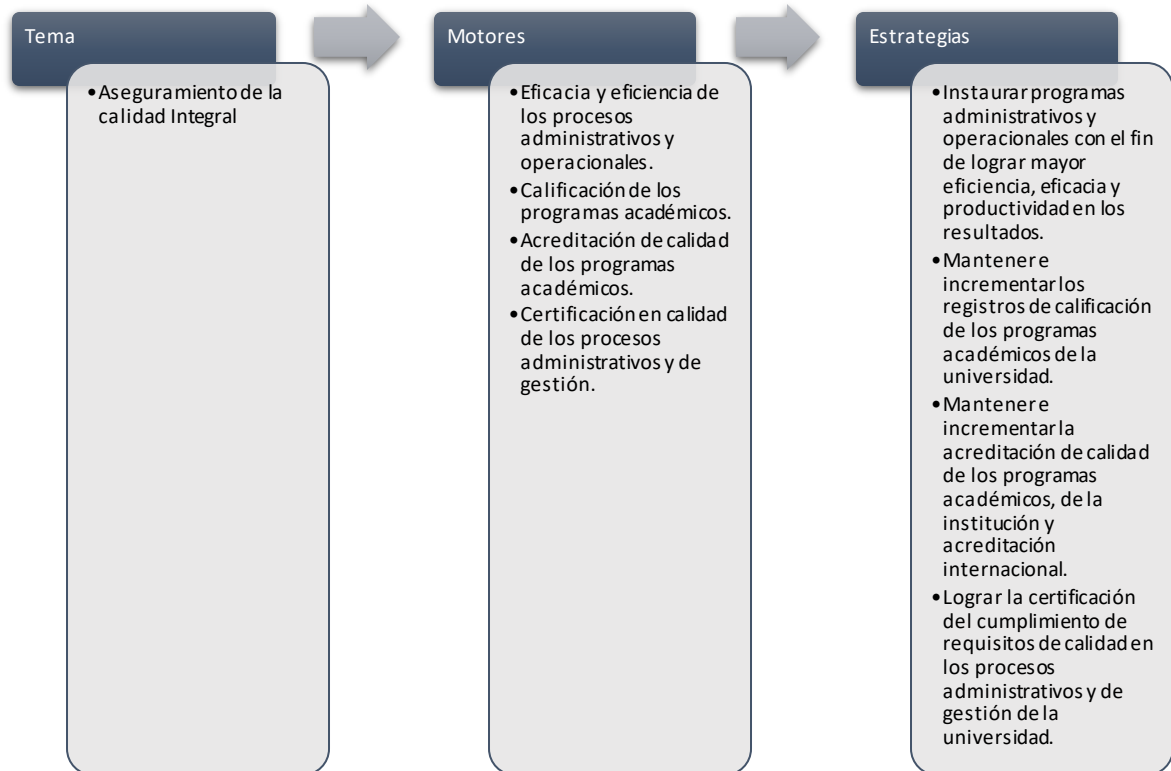 Tema
•Aseguramiento de la
calidad Integral
Motores
•Eficacia y eficiencia de
los procesos
administrativos y
operacionales.
•Calificación de los
programas académicos.
•Acreditación de calidad
de los programas
académicos.
•Certificación en calidad
de los procesos
administrativos y de
gestión.
Estrategias
•Instaurar programas
administrativos y
operacionales con el fin
de lograr mayor
eficiencia, eficacia y
productividad en los
resultados.
•Mantener e
incrementar los
registros de calificación
de los programas
académicos de la
universidad.
•Mantener e
incrementar la
acreditación de calidad
de los programas
académicos, de la
institución y
acreditación
internacional.
•Lograr la certificación
del cumplimiento de
requisitos de calidad en
los procesos
administrativos y de
gestión de la
universidad.